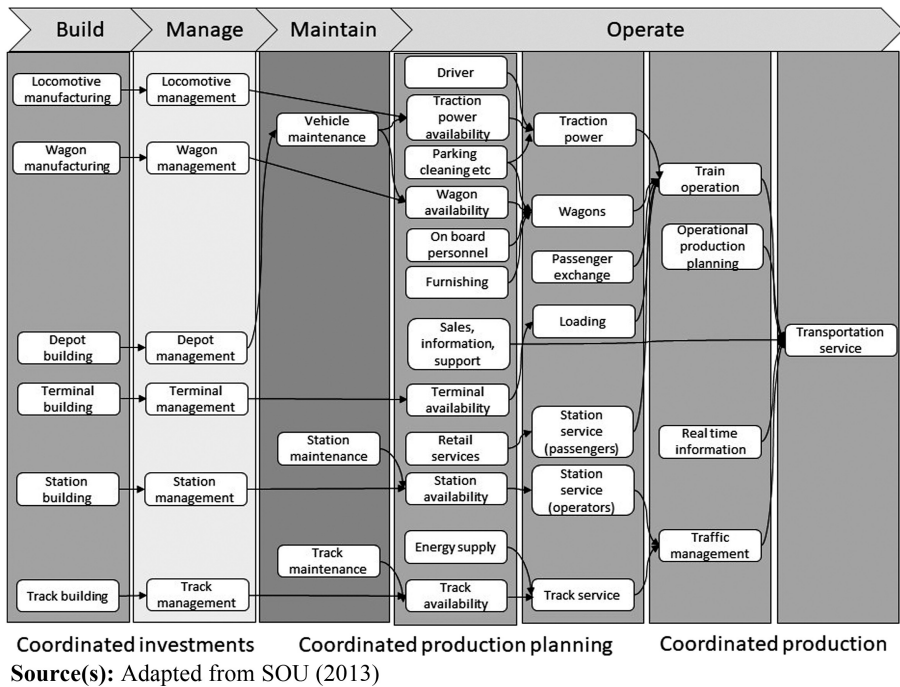 Build
Manage
Maintain
Operate
Locomotive
manufacturing
Wagon
manufacturing
Depot
building
Terminal
building
Station
building
Track building
Locomotive
management
Wagon
management
Depot
management
Terminal
management
Station
management
Track
management
Vehicle
maintenance
Station
maintenance
Track
maintenance
Driver
Traction
power
availability
Parking
cleaning etc
Wagon
availability
On board
personnel
Furnishing
Sales,
information,
support
Terminal
availability
Retail
services
Station
availability
Energy supply
Track
availability
Traction
power
Wagons
Passenger
exchange
Loading
Station
service
(passengers)
Station
service
(operators)
Track service
Train
operation
Operational
production
planning
Real time
information
Traffic
management
Transportation
service
Coordinated investments
Coordinated production planning
Coordinated production
Source(s): Adapted from SOU (2013)